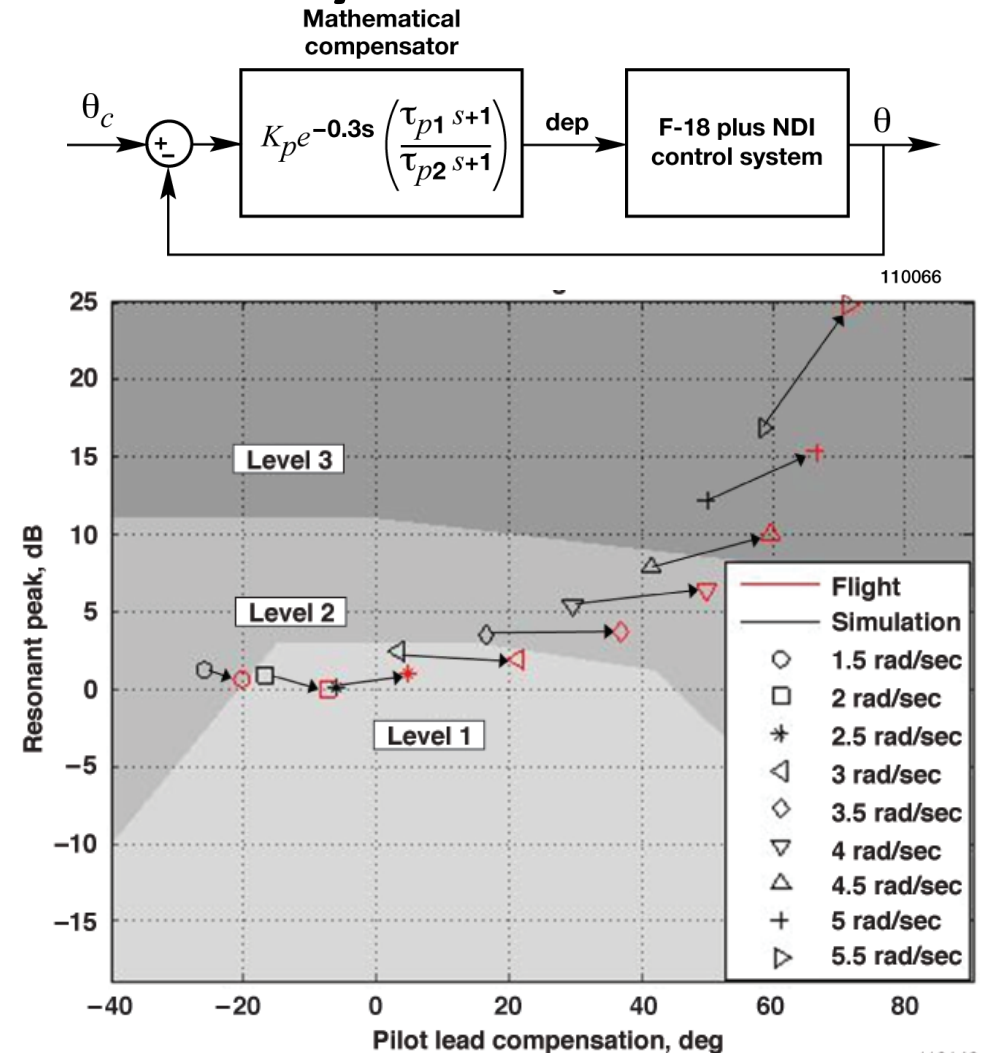 Mathematical
compensator
θc
+
−
Kpe−0.3s (τp1 s+1 / τp2 s+1)
dep
F-18 plus NDI
control system
θ
110066
25
20
15
10
5
0
−5
−10
−15
Resonant peak, dB
Level 3
Level 2
Level 1
Flight
Simulation
1.5 rad/sec
2 rad/sec
2.5 rad/sec
3 rad/sec
3.5 rad/sec
4 rad/sec
4.5 rad/sec
5 rad/sec
5.5 rad/sec
−40 −20 0 20 40 60 80
Pilot lead compensation, deg